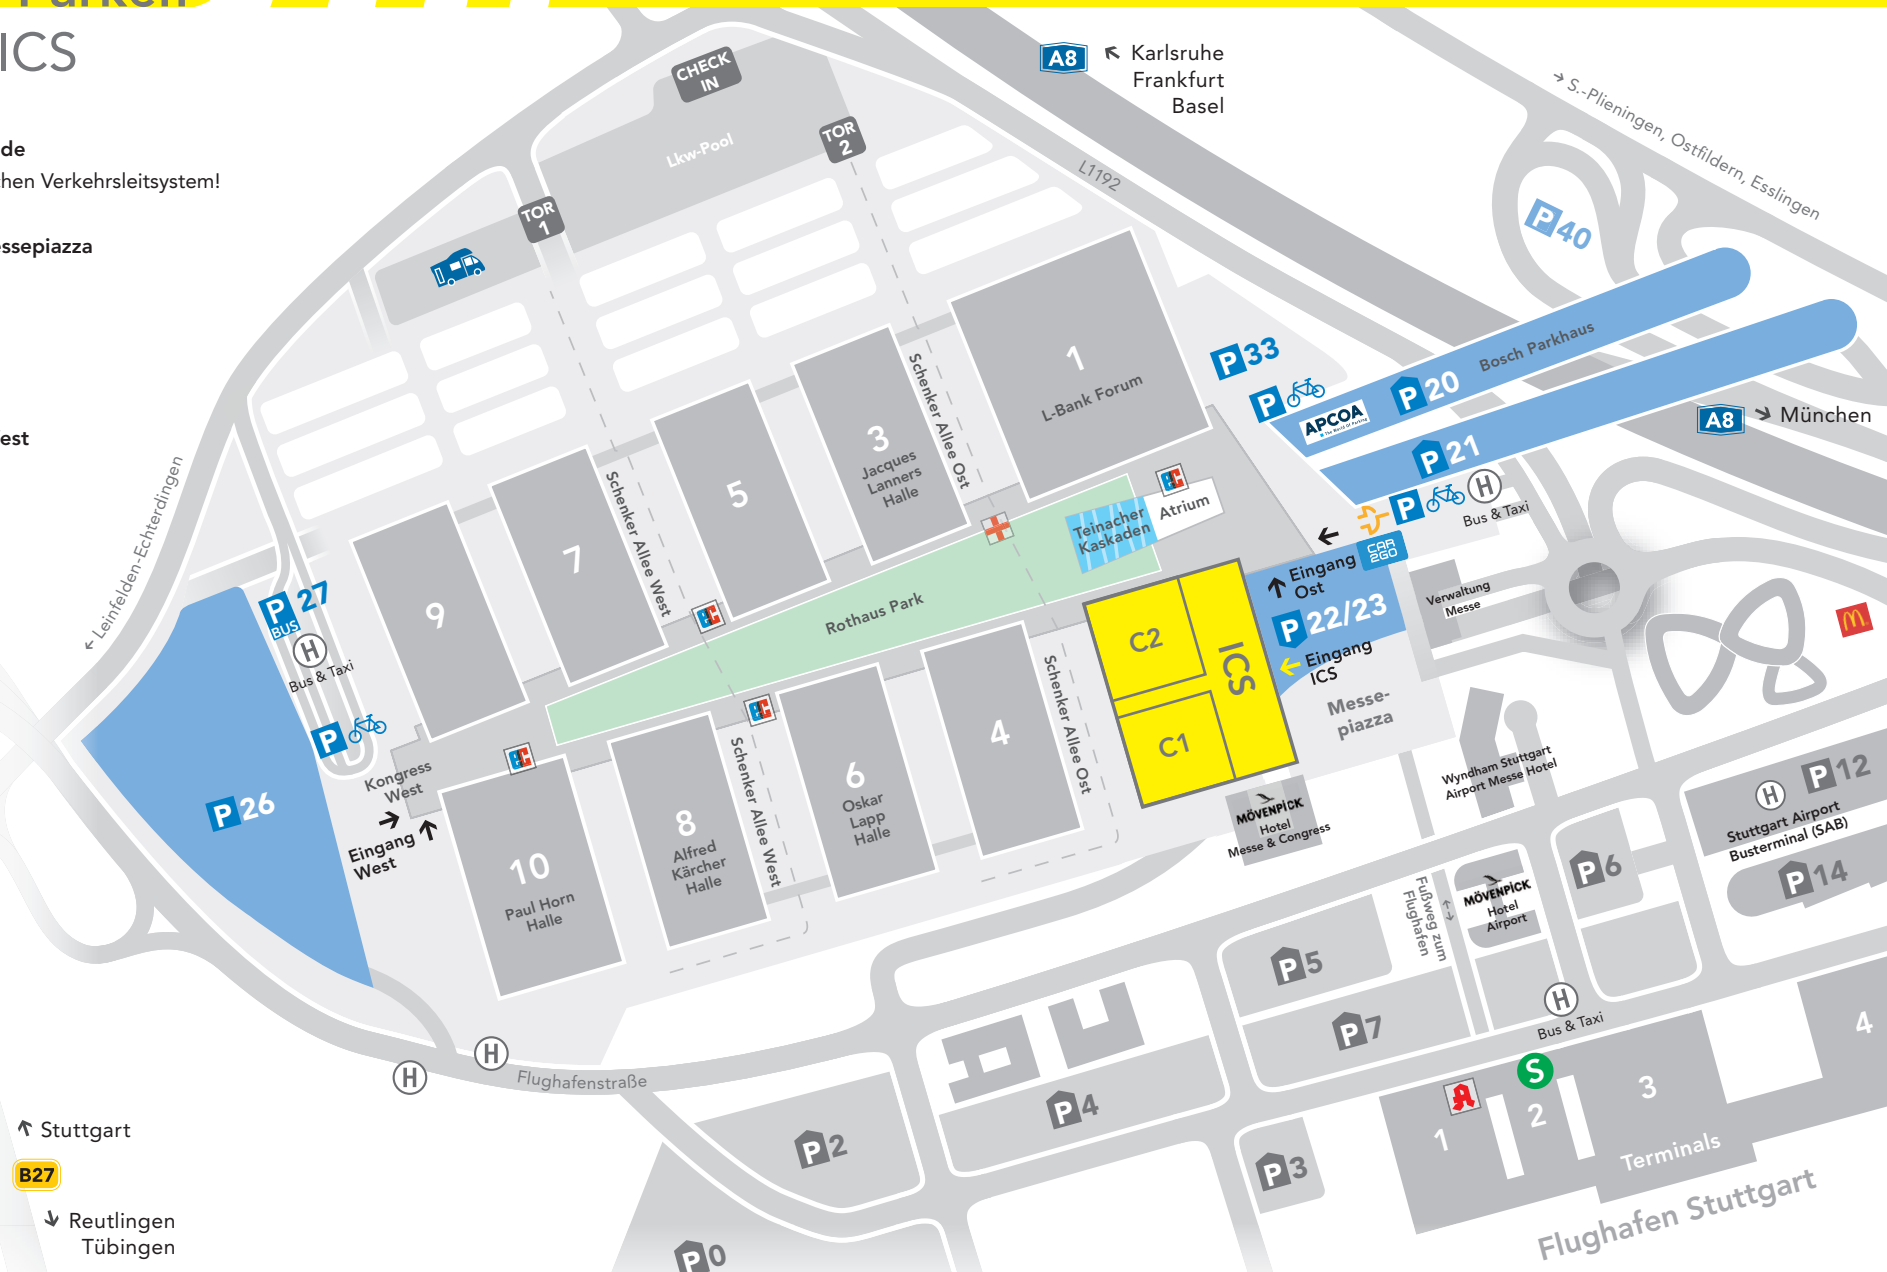 ICS
de
chen Verkehrsleitsystem!
ssepiazza
est
CHECK
IN
Lkw-Pool
TOR
1
TOR
2
A8
Karlsruhe
Frankfurt
Basel
L1192
S.-Plieningen, Ostfildern, Esslingen
P40
Leinfelden-Echterdingen
1
L-Bank Forum
3
Jacques
Lanners
Halle
5
7
9
Schenker Allee Ost
Schenker Allee West
P33
P
APCOA
P20
Bosch Parkhaus
P21
A8
München
P
H
Bus & Taxi
CAR
2GO
EC
Atrium
Teinacher
Kaskaden
Rothaus Park
EC
EC
EC
Eingang
Ost
P22/23
Eingang
ICS
Messe-
piazza
Verwaltung
Messe
C2
C1
ICS
P27
BUS
H
Bus & Taxi
P
Kongress
West
P26
Eingang
West
10
Paul Horn
Halle
8
Alfred
Kärcher
Halle
6
Oskar
Lapp
Halle
4
Schenker Allee West
Schenker Allee Ost
MÖVENPICK
Hotel
Messe & Congress
Wyndham Stuttgart
Airport Messe Hotel
P12
H
Stuttgart Airport
Busterminal (SAB)
P14
P6
MÖVENPICK
Hotel
Airport
Fußweg zum
Flughafen
P5
P7
H
Bus & Taxi
H
H
Flughafenstraße
P4
P2
P3
P0
S
1
2
3
4
Terminals
Flughafen Stuttgart
Stuttgart
B27
Reutlingen
Tübingen